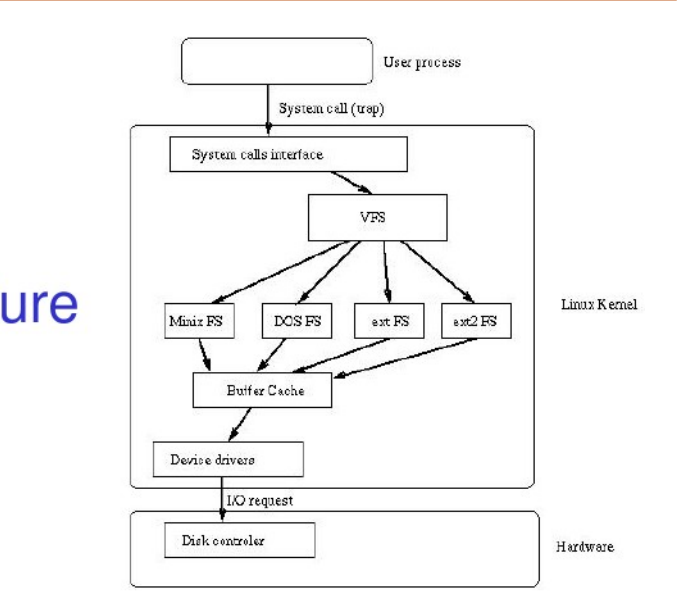 User process
System call (trap)
System calls interface
VFS
ure
Minix FS
DOS FS
ext FS
ext2 FS
Linux Kernel
Buffer Cache
Device drivers
I/O request
Disk controler
Hardware